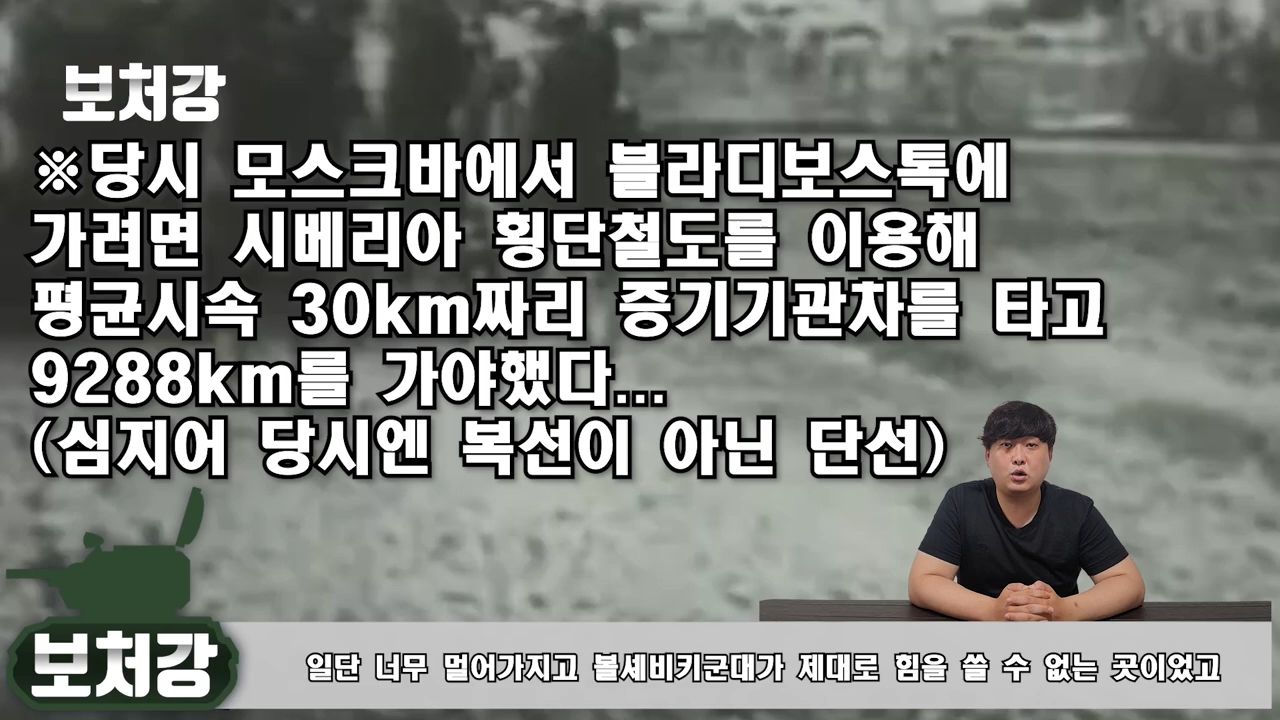 보처강
※당시 모스크바에서 블라디보스톡에
가려면 시베리아 횡단철도를 이용해
평균시속 30km짜리 증기기관차를 타고
9288km를 가야했다...
(심지어 당시엔 복선이 아닌 단선)
보처강
일단 너무 멀어가지고 볼셰비키군대가 제대로 힘을 쓸 수 없는 곳이었고